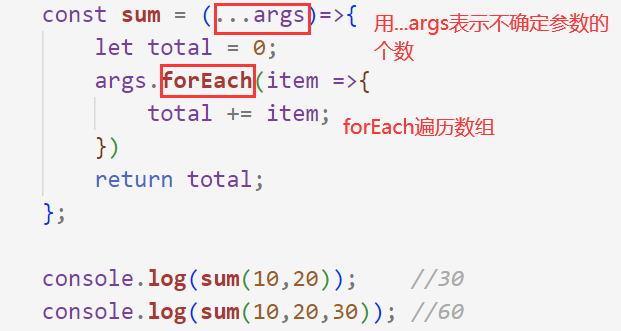 const sum = (...args)=>{
用...args表示不确定参数的
个数
let total = 0;
args.forEach(item =>{
total += item;
forEach遍历数组
})
return total;
};
console.log(sum(10,20)); //30
console.log(sum(10,20,30)); //60